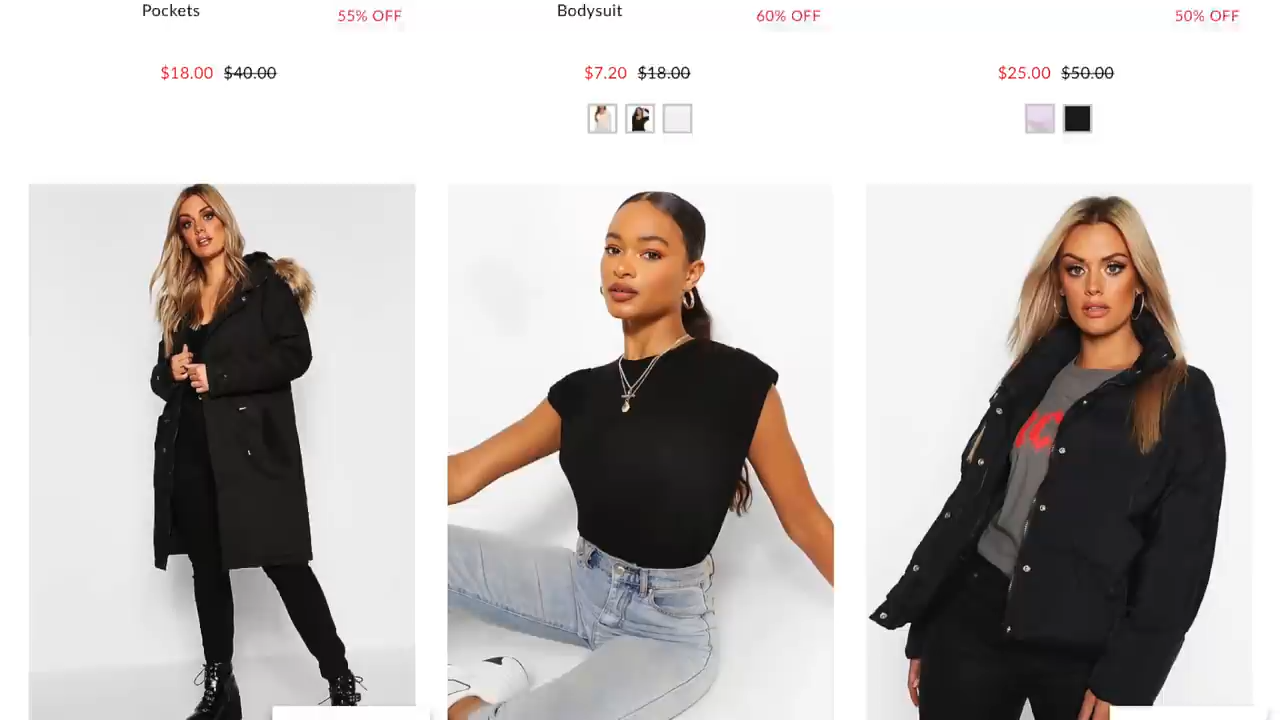 Pockets
55% OFF
Bodysuit
60% OFF
50% OFF
$18.00 $40.00
$7.20 $18.00
$25.00 $50.00